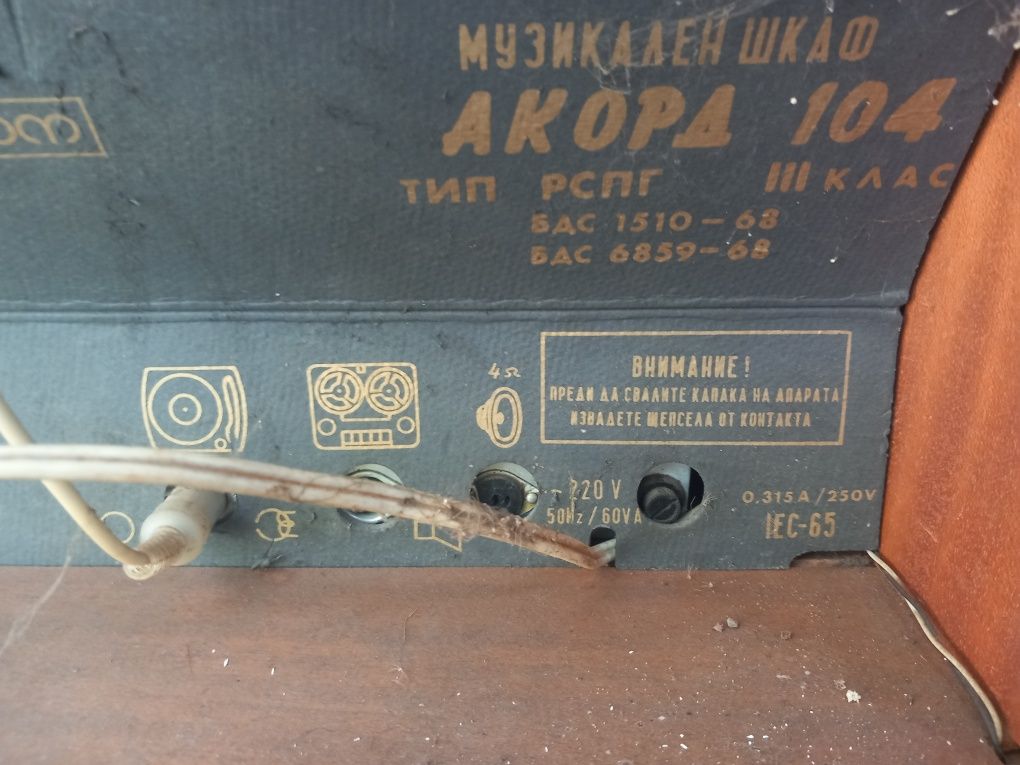 МУЗИКАЛЕН ШКАФ
АКОРД 104
ТИП РСПГ III КЛАС
БДС 1510-68
БДС 6859-68
4Ω
ВНИМАНИЕ!
ПРЕДИ ДА СВАЛИТЕ КАПАКА НА АПАРАТА
ИЗВАДЕТЕ ЩЕПСЕЛА ОТ КОНТАКТА
~220 V
50Hz/60VA
0.315A/250V
IEC-65